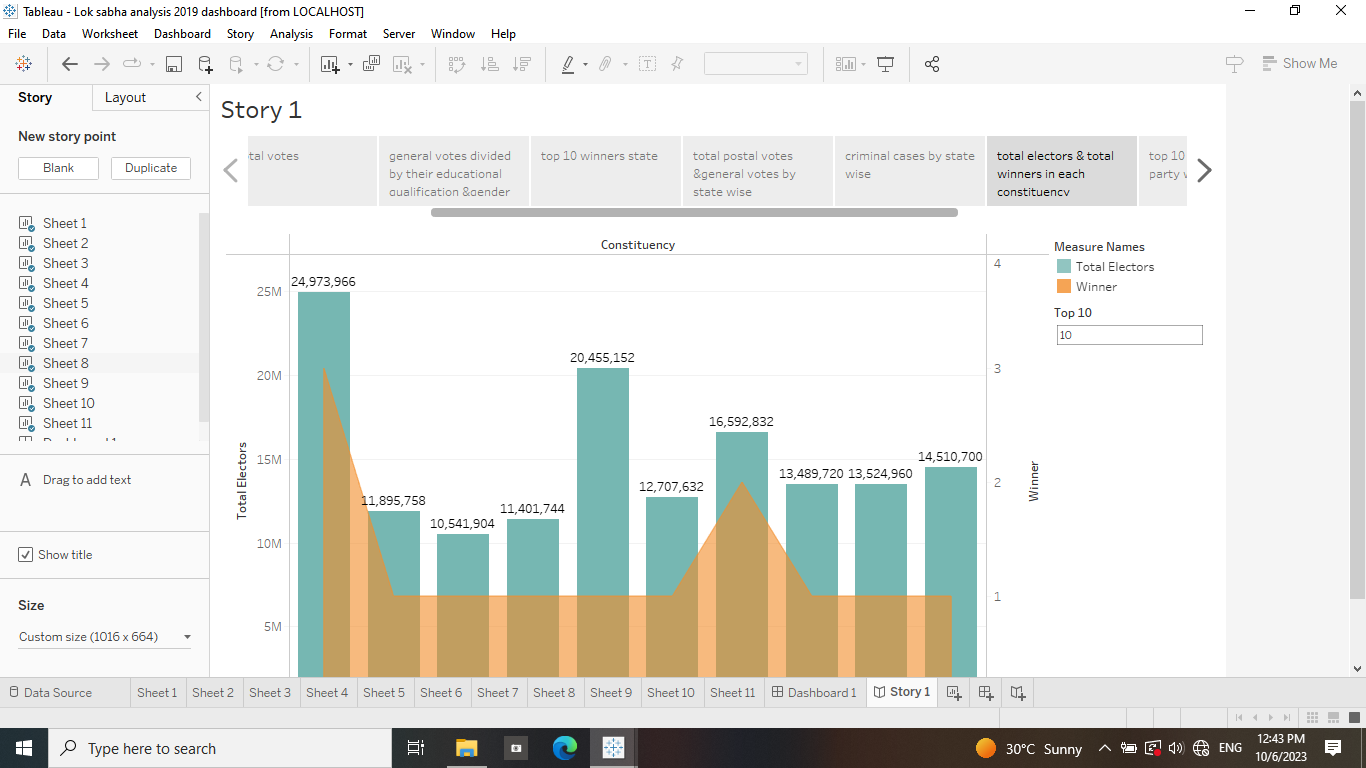 Tableau - Lok sabha analysis 2019 dashboard [from LOCALHOST]
File Data Worksheet Dashboard Story Analysis Format Server Window Help
Show Me
Story Layout
New story point
Blank Duplicate
Sheet 1
Sheet 2
Sheet 3
Sheet 4
Sheet 5
Sheet 6
Sheet 7
Sheet 8
Sheet 9
Sheet 10
Sheet 11
Drag to add text
Show title
Size
Custom size (1016 x 664)
Story 1
tal votes
general votes divided
by their educational
qualification &gender
top 10 winners state
total postal votes
&general votes by
state wise
criminal cases by state
wise
total electors & total
winners in each
constituency
top 10
party
Constituency
Total Electors
25M
20M
15M
10M
5M
24,973,966
11,895,758
10,541,904
11,401,744
20,455,152
12,707,632
16,592,832
13,489,720
13,524,960
14,510,700
4
3
2
1
Winner
Measure Names
Total Electors
Winner
Top 10
10
Data Source Sheet 1 Sheet 2 Sheet 3 Sheet 4 Sheet 5 Sheet 6 Sheet 7 Sheet 8 Sheet 9 Sheet 10 Sheet 11 Dashboard 1 Story 1
Type here to search
30°C Sunny
ENG
12:43 PM
10/6/2023